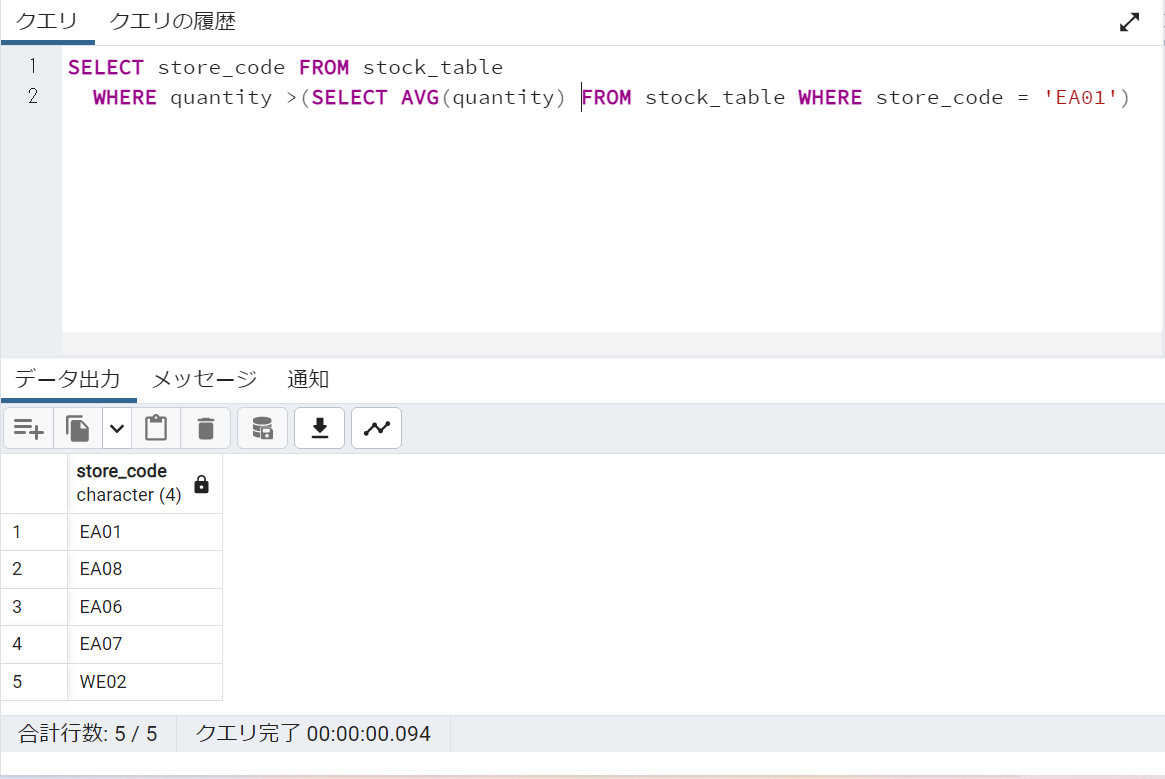 クエリ クエリの履歴
1 SELECT store_code FROM stock_table
2 WHERE quantity >(SELECT AVG(quantity) FROM stock_table WHERE store_code = 'EA01')
データ出力 メッセージ 通知
store_code
character (4)
1 EA01
2 EA08
3 EA06
4 EA07
5 WE02
合計行数: 5 / 5 クエリ完了 00:00:00.094